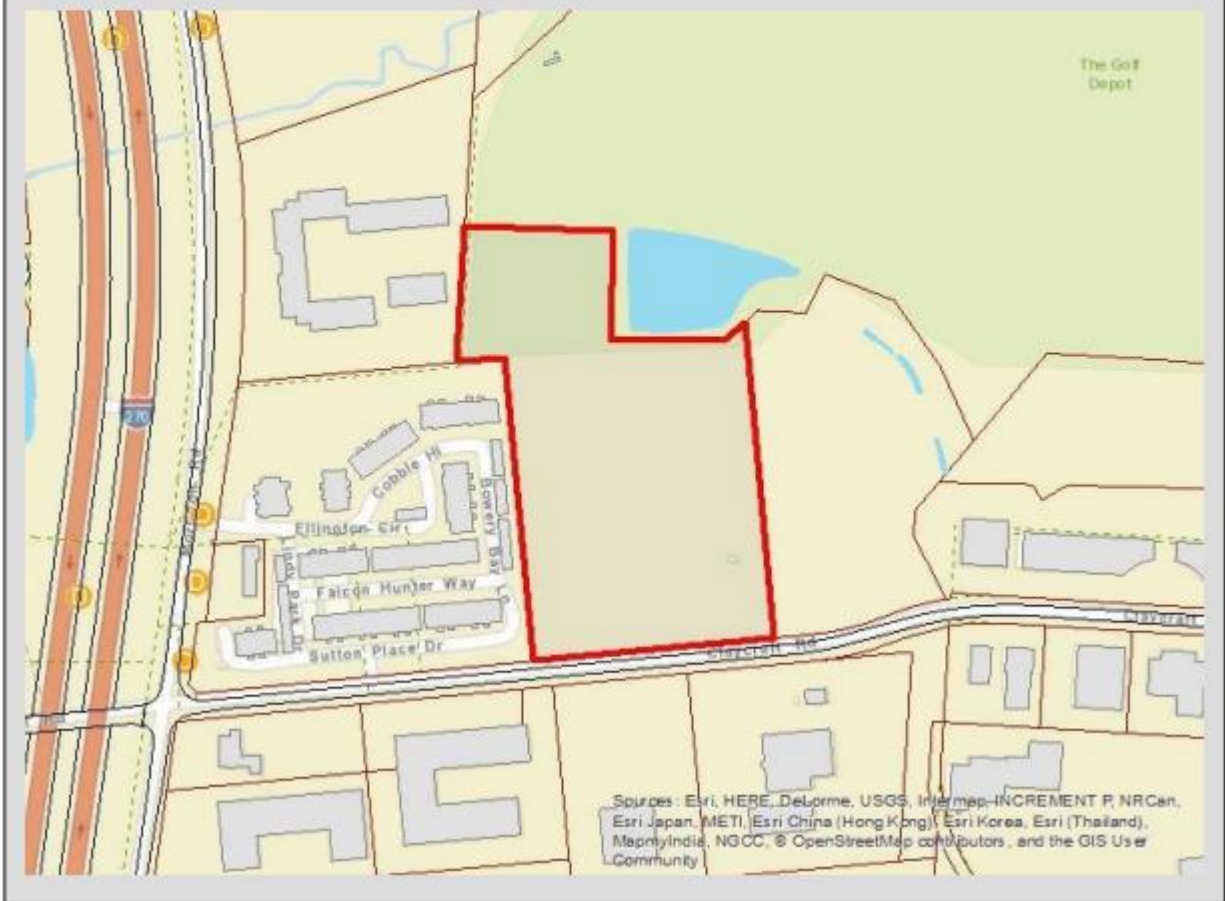 The Golf
Depot
270
Cobble Hl
Bowery Bay
Ellington Cir
Falcon Hunter Way
Sutton Place Dr
Claycraft Rd
Claycraft
Sources: Esri, HERE, DeLorme, USGS, Intermap, INCREMENT P, NRCan,
Esri Japan, METI, Esri China (Hong Kong), Esri Korea, Esri (Thailand),
MapmyIndia, NGCC, © OpenStreetMap contributors, and the GIS User
Community